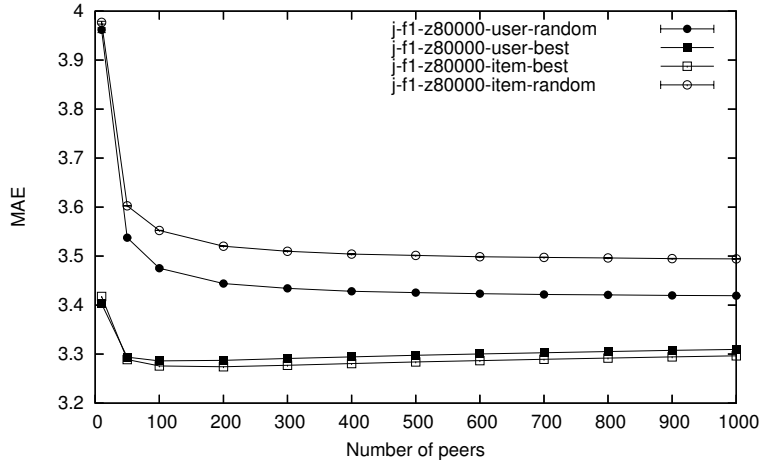 4
3.9
3.8
3.7
3.6
3.5
3.4
3.3
3.2
MAE
j-f1-z80000-user-random
j-f1-z80000-user-best
j-f1-z80000-item-best
j-f1-z80000-item-random
0 100 200 300 400 500 600 700 800 900 1000
Number of peers